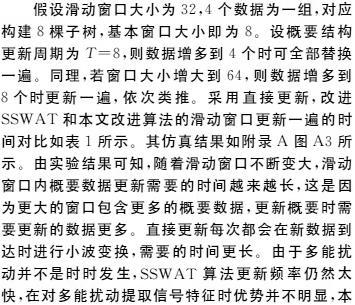 假设滑动窗口大小为 32,4 个数据为一组,对应
构建 8 棵子树,基本窗口大小即为 8。设概要结构
更新周期为 T=8,则数据增多到 4 个时可全部替换
一遍。同理,若窗口大小增大到 64,则数据增多到
8 个时更新一遍,依次类推。采用直接更新,改进
SSWAT 和本文改进算法的滑动窗口更新一遍的时
间对比如表 1 所示。其仿真结果如附录 A 图 A3 所
示。由实验结果可知,随着滑动窗口不断变大,滑动
窗口内概要数据更新需要的时间越来越长,这是因
为更大的窗口包含更多的概要数据,更新概要时需
要更新的数据更多。直接更新每次都会在新数据到
达时进行小波变换,需要的时间更长。由于多能扰
动并不是时时发生,SSWAT 算法更新频率仍然太
快,在对多能扰动提取信号特征时优势并不明显,本